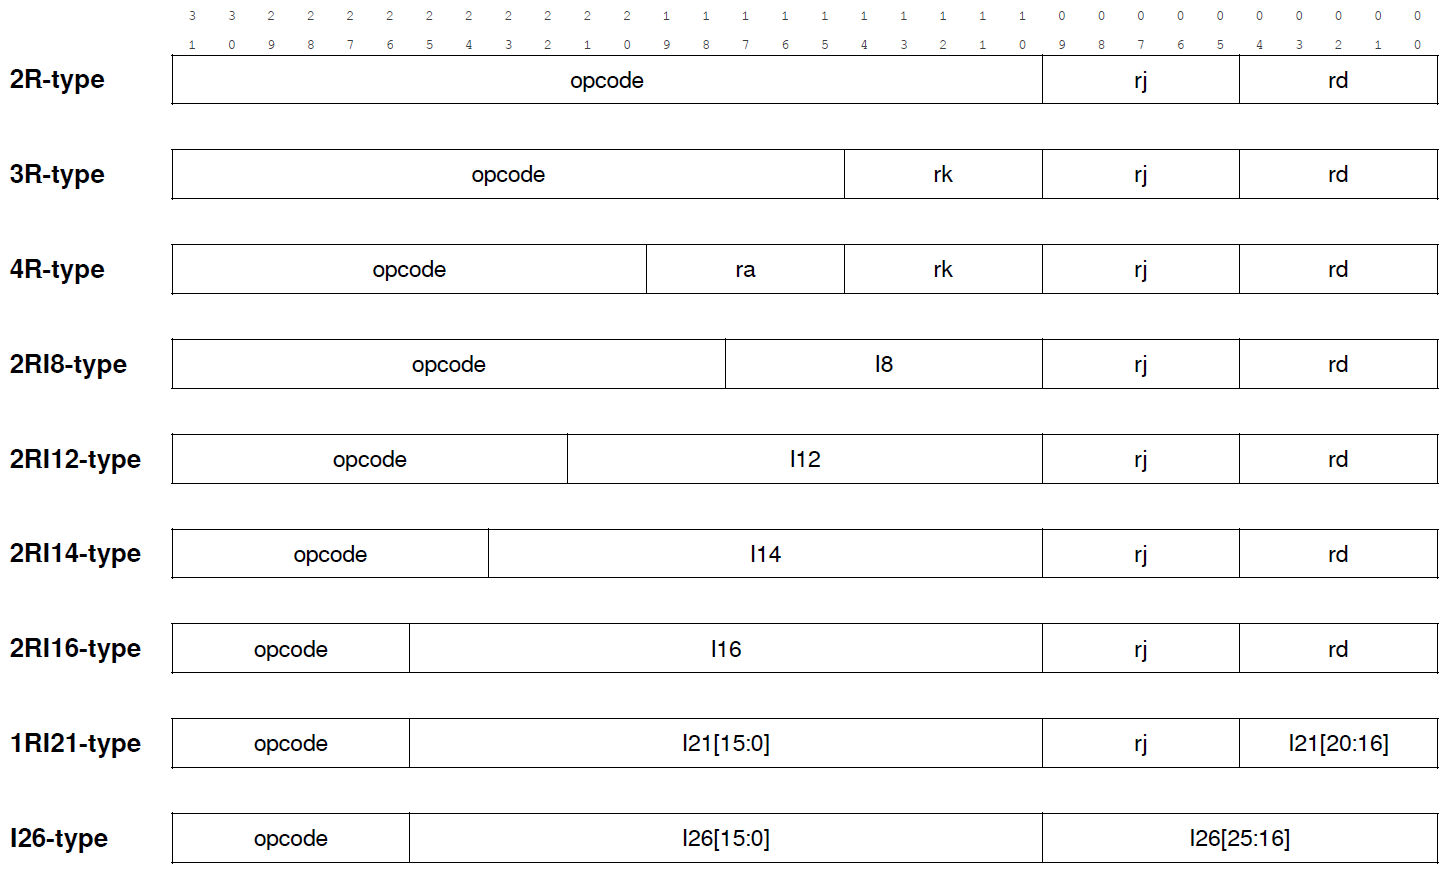 3 3 2 2 2 2 2 2 2 2 2 2 1 1 1 1 1 1 1 1 1 1 0 0 0 0 0 0 0 0 0 0
1 0 9 8 7 6 5 4 3 2 1 0 9 8 7 6 5 4 3 2 1 0 9 8 7 6 5 4 3 2 1 0
2R-type opcode rj rd
3R-type opcode rk rj rd
4R-type opcode ra rk rj rd
2RI8-type opcode I8 rj rd
2RI12-type opcode I12 rj rd
2RI14-type opcode I14 rj rd
2RI16-type opcode I16 rj rd
1RI21-type opcode I21[15:0] rj I21[20:16]
I26-type opcode I26[15:0] I26[25:16]